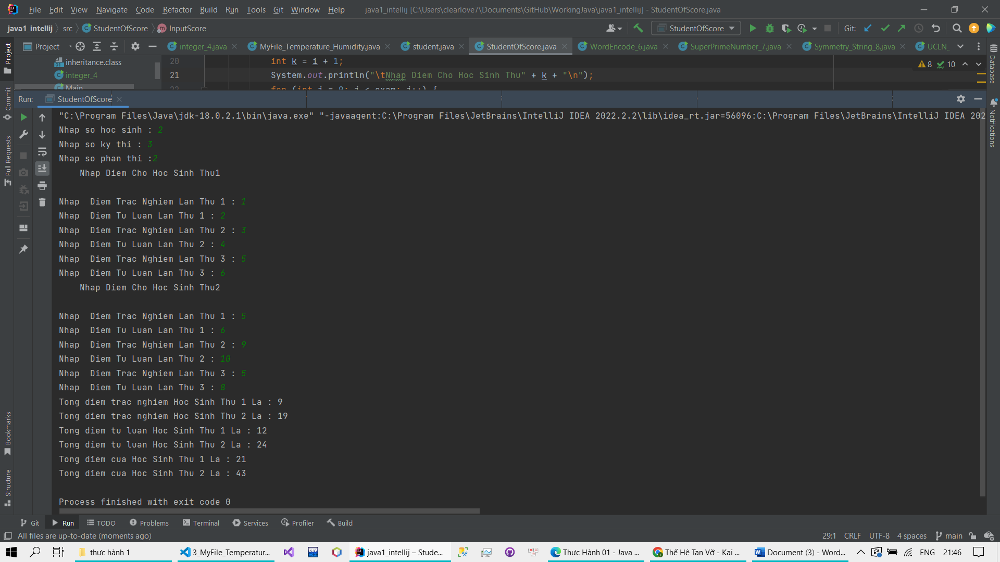 File Edit View Navigate Code Refactor Build Run Tools Git Window Help java1_intellij [C:\Users\clearlove7\Documents\GitHub\WorkingJava\java1_intellij] - StudentOfScore.java
java1_intellij src StudentOfScore InputScore StudentOfScore Git:
Project integer_4.java MyFile_Temperature_Humidity.java student.java StudentOfScore.java WordEncode_6.java SuperPrimeNumber_7.java Symmetry_String_8.java UCLN_
inheritance.class 20 int k = i + 1; 8 10
integer_4 21 System.out.println("\tNhap Diem Cho Hoc Sinh Thu" + k + "\n");
Main 22 for (int j = 0; j < exam; j++) {
Run: StudentOfScore
"C:\Program Files\Java\jdk-18.0.2.1\bin\java.exe" "-javaagent:C:\Program Files\JetBrains\IntelliJ IDEA 2022.2.2\lib\idea_rt.jar=56096:C:\Program Files\JetBrains\IntelliJ IDEA 202
Nhap so hoc sinh : 2
Nhap so ky thi : 3
Nhap so phan thi :2
Nhap Diem Cho Hoc Sinh Thu1
Nhap  Diem Trac Nghiem Lan Thu 1 : 1
Nhap  Diem Tu Luan Lan Thu 1 : 2
Nhap  Diem Trac Nghiem Lan Thu 2 : 3
Nhap  Diem Tu Luan Lan Thu 2 : 4
Nhap  Diem Trac Nghiem Lan Thu 3 : 5
Nhap  Diem Tu Luan Lan Thu 3 : 6
Nhap Diem Cho Hoc Sinh Thu2
Nhap  Diem Trac Nghiem Lan Thu 1 : 5
Nhap  Diem Tu Luan Lan Thu 1 : 6
Nhap  Diem Trac Nghiem Lan Thu 2 : 9
Nhap  Diem Tu Luan Lan Thu 2 : 10
Nhap  Diem Trac Nghiem Lan Thu 3 : 5
Nhap  Diem Tu Luan Lan Thu 3 : 8
Tong diem trac nghiem Hoc Sinh Thu 1 La : 9
Tong diem trac nghiem Hoc Sinh Thu 2 La : 19
Tong diem tu luan Hoc Sinh Thu 1 La : 12
Tong diem tu luan Hoc Sinh Thu 2 La : 24
Tong diem cua Hoc Sinh Thu 1 La : 21
Tong diem cua Hoc Sinh Thu 2 La : 43
Process finished with exit code 0
Project
Commit
Pull Requests
Bookmarks
Structure
Database
Notifications
Git Run TODO Problems Terminal Services Profiler Build
All files are up-to-date (moments ago) 29:1 CRLF UTF-8 4 spaces main
thực hành 1 3_MyFile_Temperatur... DEV java1_intellij – Stude... Thực Hành 01 - Java ... Thế Hệ Tan Vỡ - Kai ... Document (3) - Word... ENG 21:46